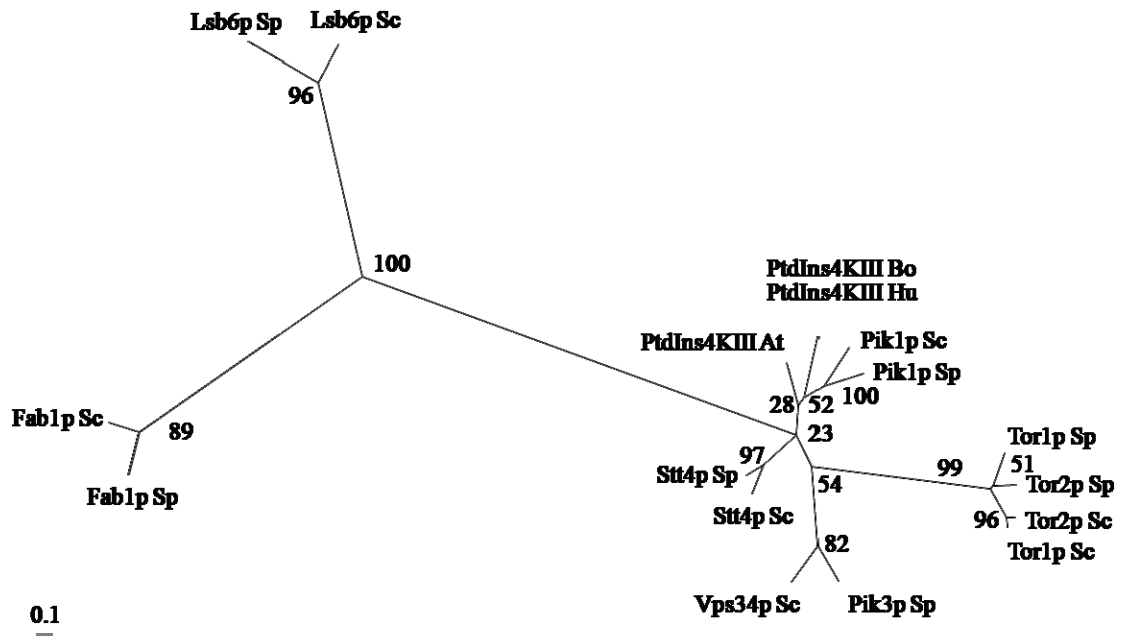 Lsb6p Sp
Lsb6p Sc
96
100
PtdIns4KIII Bo
PtdIns4KIII Hu
PtdIns4KIII At
Pik1p Sc
Pik1p Sp
28
52
100
23
Fab1p Sc
89
Fab1p Sp
97
Stt4p Sp
Stt4p Sc
54
99
Tor1p Sp
51
Tor2p Sp
96
Tor2p Sc
Tor1p Sc
82
Vps34p Sc
Pik3p Sp
0.1